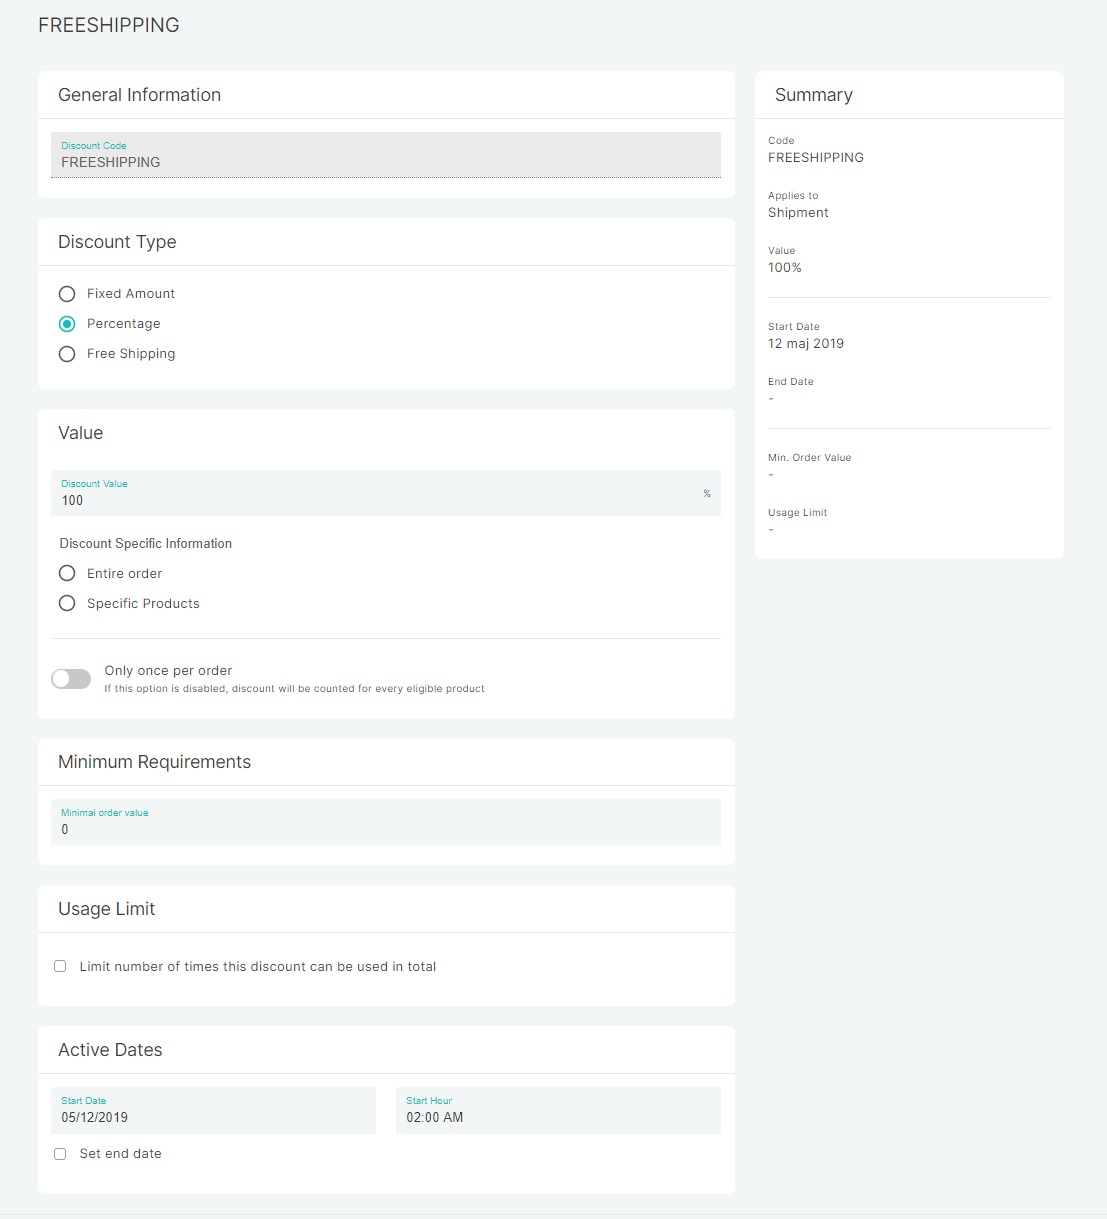 FREESHIPPING
General Information
Discount Code
FREESHIPPING
Discount Type
Fixed Amount
Percentage
Free Shipping
Value
Discount Value
100
%
Discount Specific Information
Entire order
Specific Products
Only once per order
If this option is disabled, discount will be counted for every eligible product
Minimum Requirements
Minimal order value
0
Usage Limit
Limit number of times this discount can be used in total
Active Dates
Start Date
05/12/2019
Start Hour
02:00 AM
Set end date
Summary
Code
FREESHIPPING
Applies to
Shipment
Value
100%
Start Date
12 maj 2019
End Date
-
Min. Order Value
-
Usage Limit
-